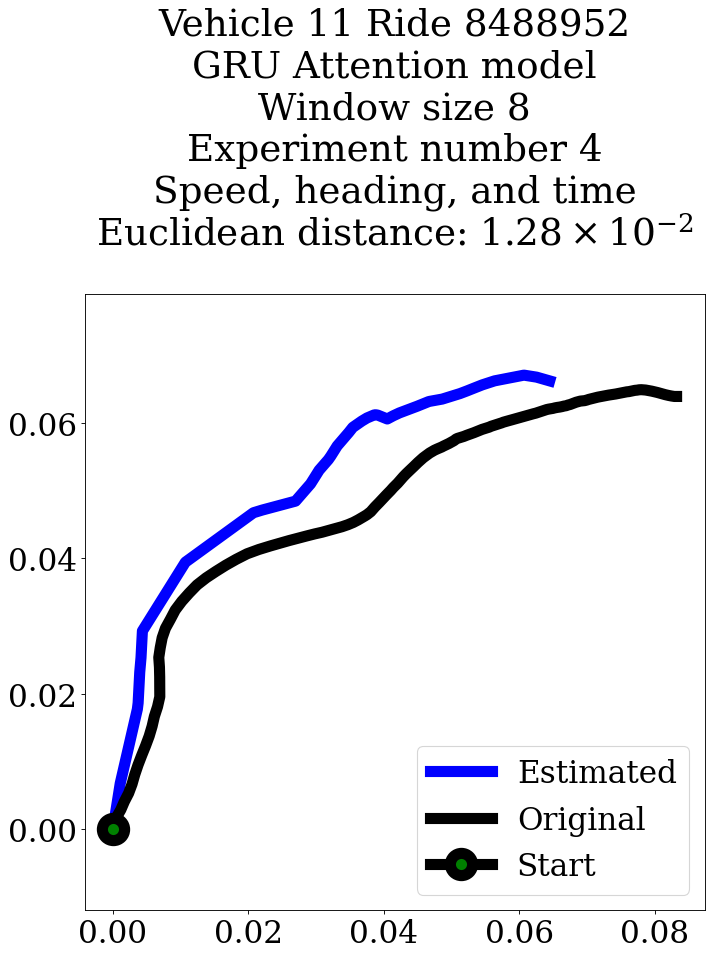 Vehicle 11 Ride 8488952
GRU Attention model
Window size 8
Experiment number 4
Speed, heading, and time
Euclidean distance: 1.28 × 10⁻²
0.06
0.04
0.02
0.00
Estimated
Original
Start
0.00 0.02 0.04 0.06 0.08